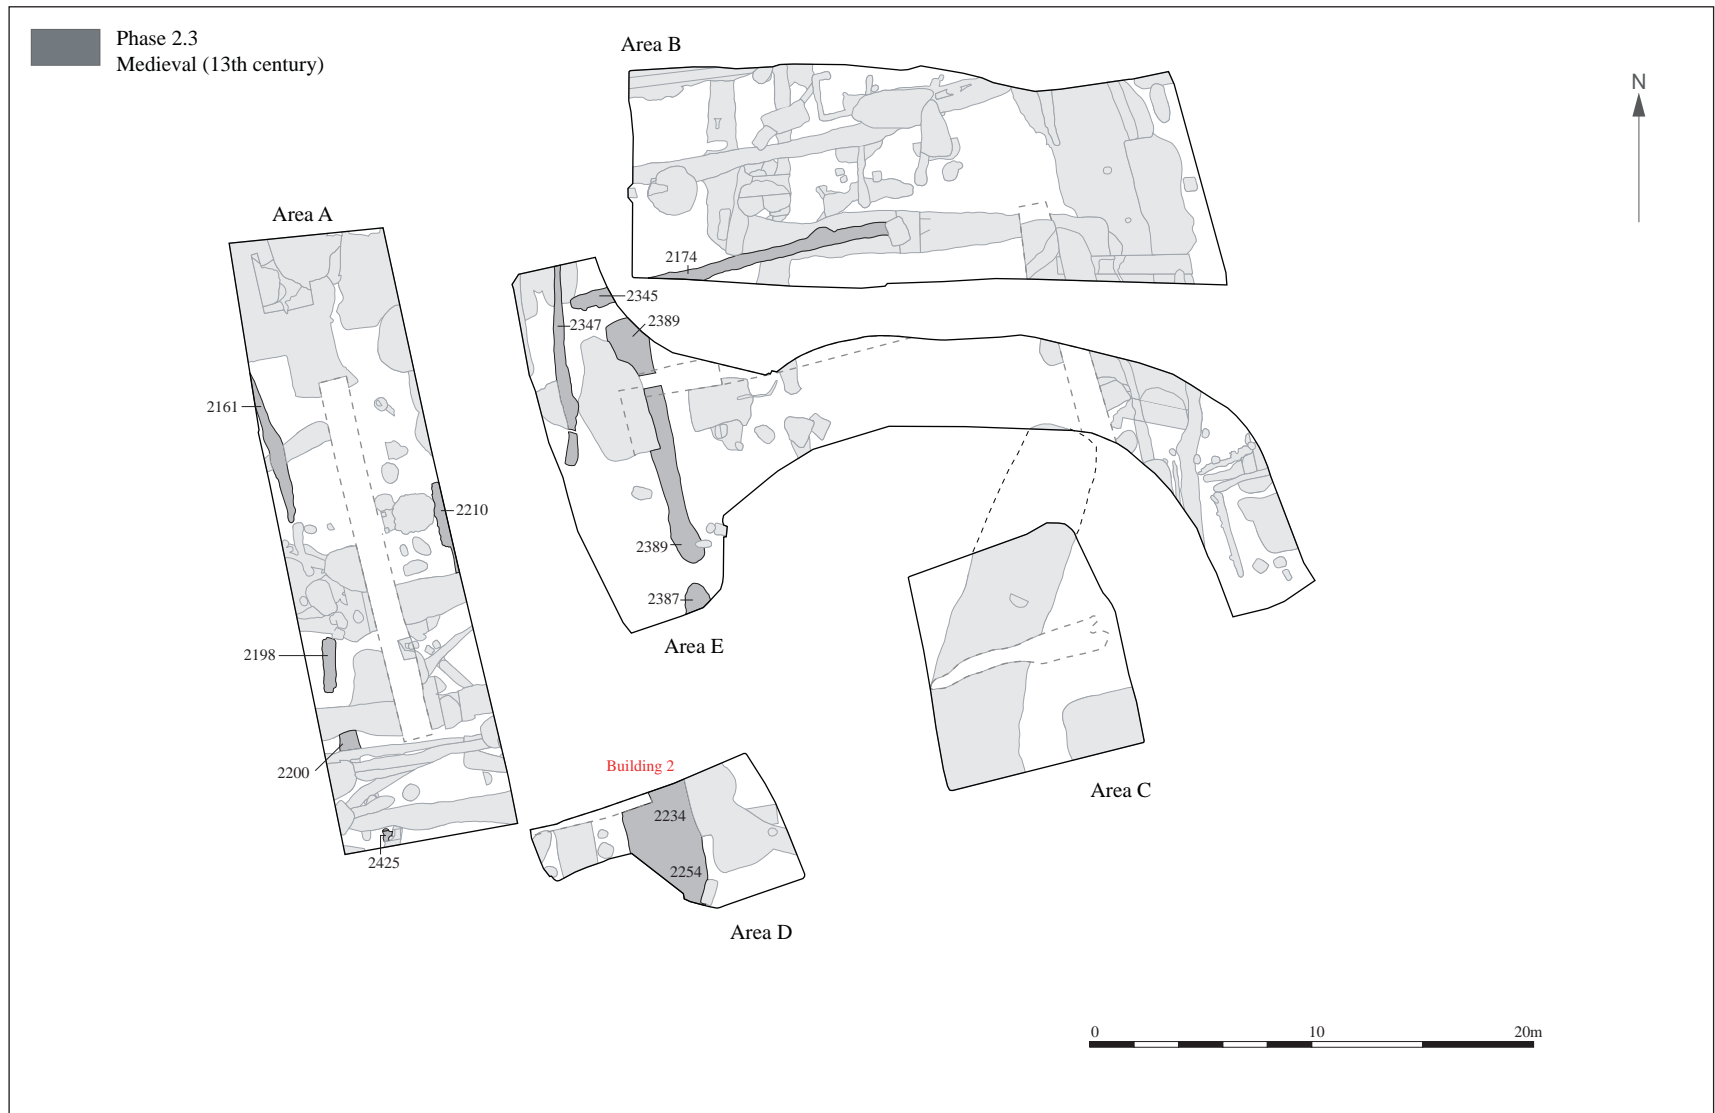 Phase 2.3
Medieval (13th century)
Area B
N
Area A
2174
2345
2347
2389
2161
2210
2389
2387
Area E
2198
2200
Building 2
Area C
2234
2425
2254
Area D
0 10 20m